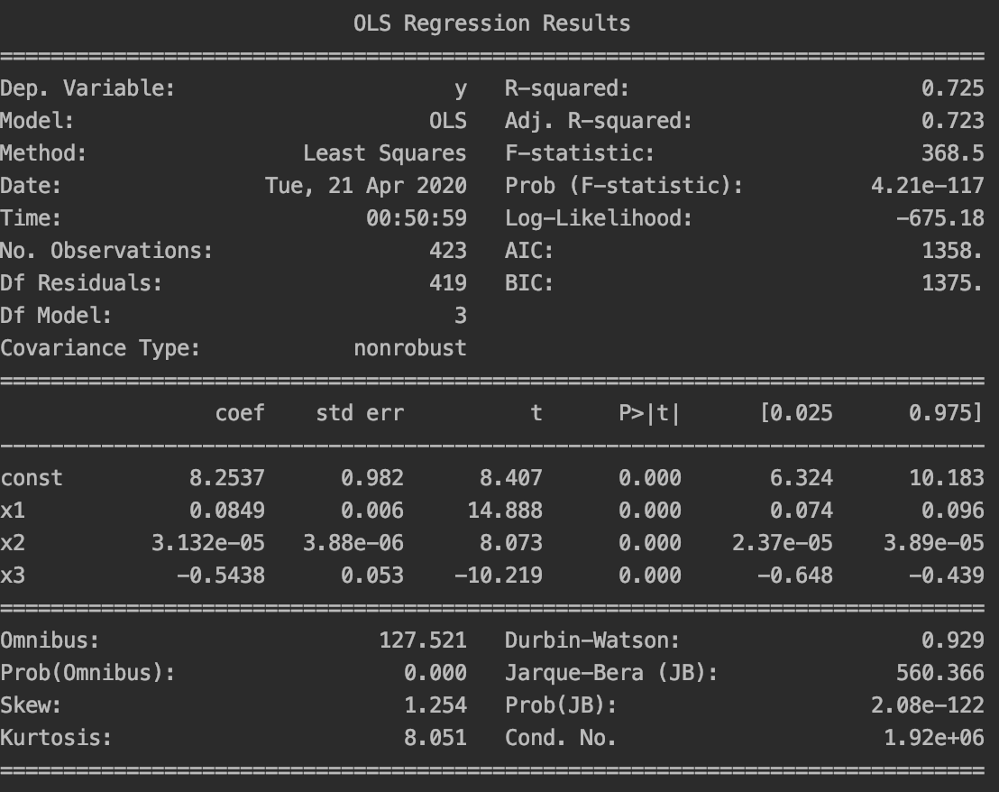 OLS Regression Results
==============================================================================
Dep. Variable:                      y   R-squared:                       0.725
Model:                            OLS   Adj. R-squared:                  0.723
Method:                 Least Squares   F-statistic:                     368.5
Date:                Tue, 21 Apr 2020   Prob (F-statistic):          4.21e-117
Time:                        00:50:59   Log-Likelihood:                -675.18
No. Observations:                 423   AIC:                             1358.
Df Residuals:                     419   BIC:                             1375.
Df Model:                           3
Covariance Type:            nonrobust
==============================================================================
                 coef    std err          t      P>|t|      [0.025      0.975]
------------------------------------------------------------------------------
const          8.2537      0.982      8.407      0.000       6.324      10.183
x1             0.0849      0.006     14.888      0.000       0.074       0.096
x2          3.132e-05   3.88e-06      8.073      0.000    2.37e-05    3.89e-05
x3            -0.5438      0.053    -10.219      0.000      -0.648      -0.439
==============================================================================
Omnibus:                      127.521   Durbin-Watson:                   0.929
Prob(Omnibus):                  0.000   Jarque-Bera (JB):              560.366
Skew:                           1.254   Prob(JB):                    2.08e-122
Kurtosis:                       8.051   Cond. No.                     1.92e+06
==============================================================================